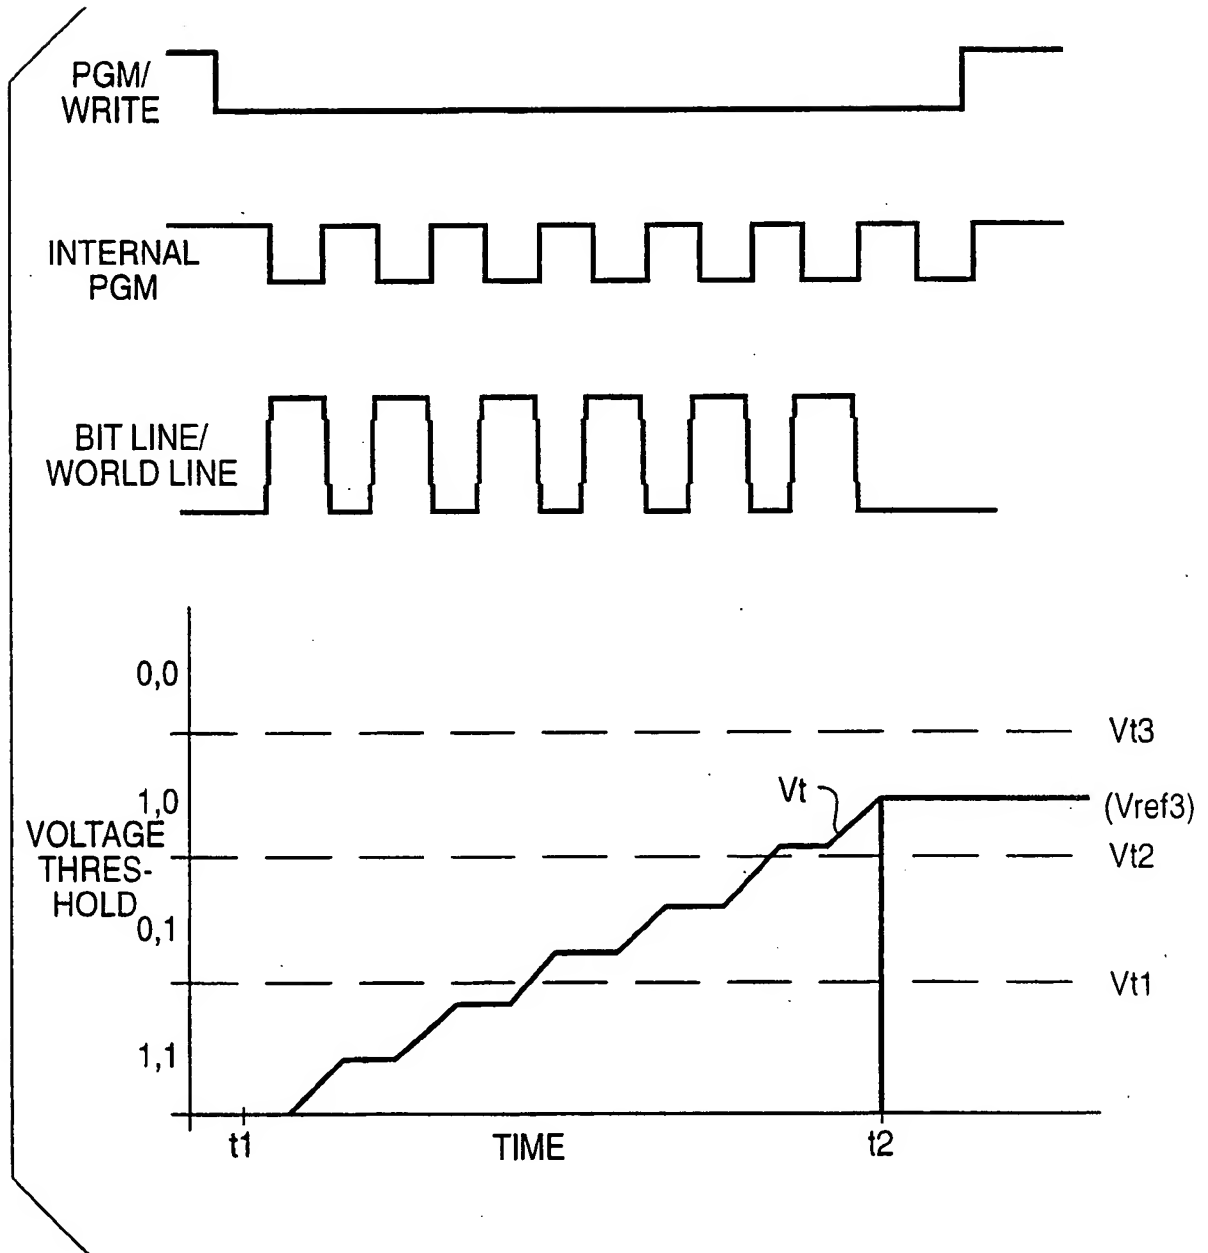 PGM/
WRITE
INTERNAL
PGM
BIT LINE/
WORLD LINE
0,0
Vt3
Vt
1,0
(Vref3)
VOLTAGE
THRES-
HOLD
Vt2
0,1
Vt1
1,1
t1
TIME
t2